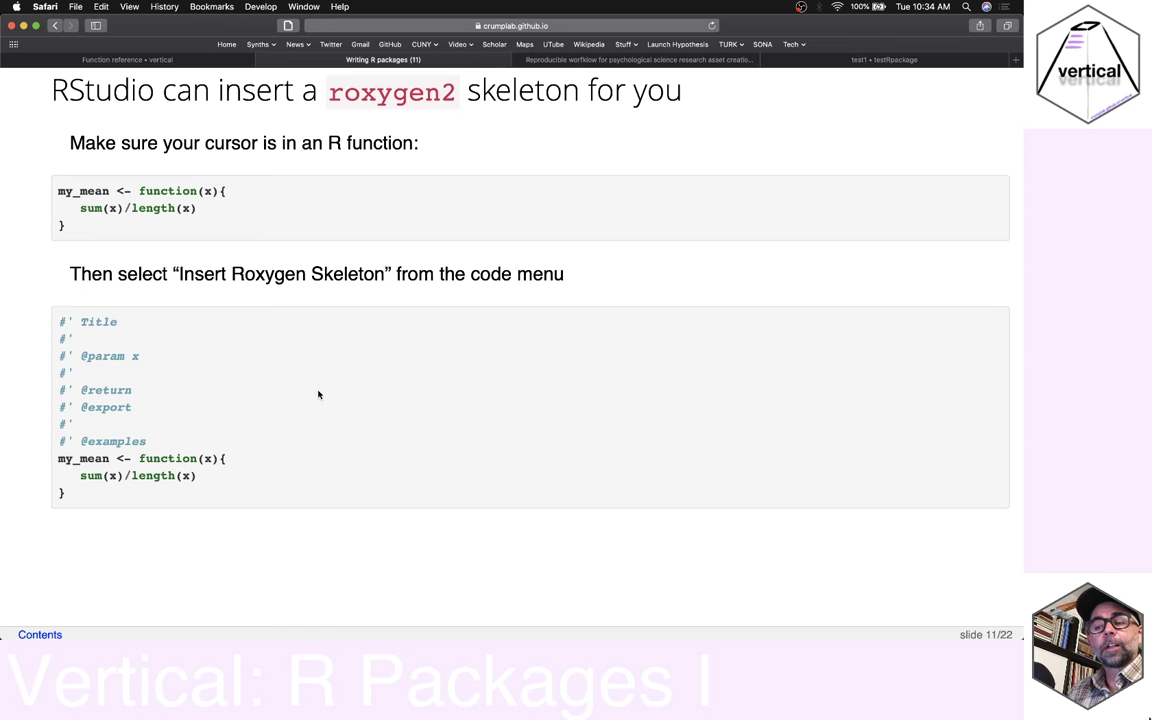 Safari File Edit View History Bookmarks Develop Window Help 100% Tue 10:34 AM
crumplab.github.io
Home Synths News Twitter Gmail GitHub CUNY Video Scholar Maps UTube Wikipedia Stuff Launch Hypothesis TURK SONA Tech
Function reference • vertical Writing R packages (11) Reproducible worfklow for psychological science research asset creatio... test1 • testRpackage
vertical
RStudio can insert a roxygen2 skeleton for you
Make sure your cursor is in an R function:
my_mean <- function(x){
sum(x)/length(x)
}
Then select “Insert Roxygen Skeleton” from the code menu
#' Title
#'
#' @param x
#'
#' @return
#' @export
#'
#' @examples
my_mean <- function(x){
sum(x)/length(x)
}
Contents slide 11/22
Vertical: R Packages I